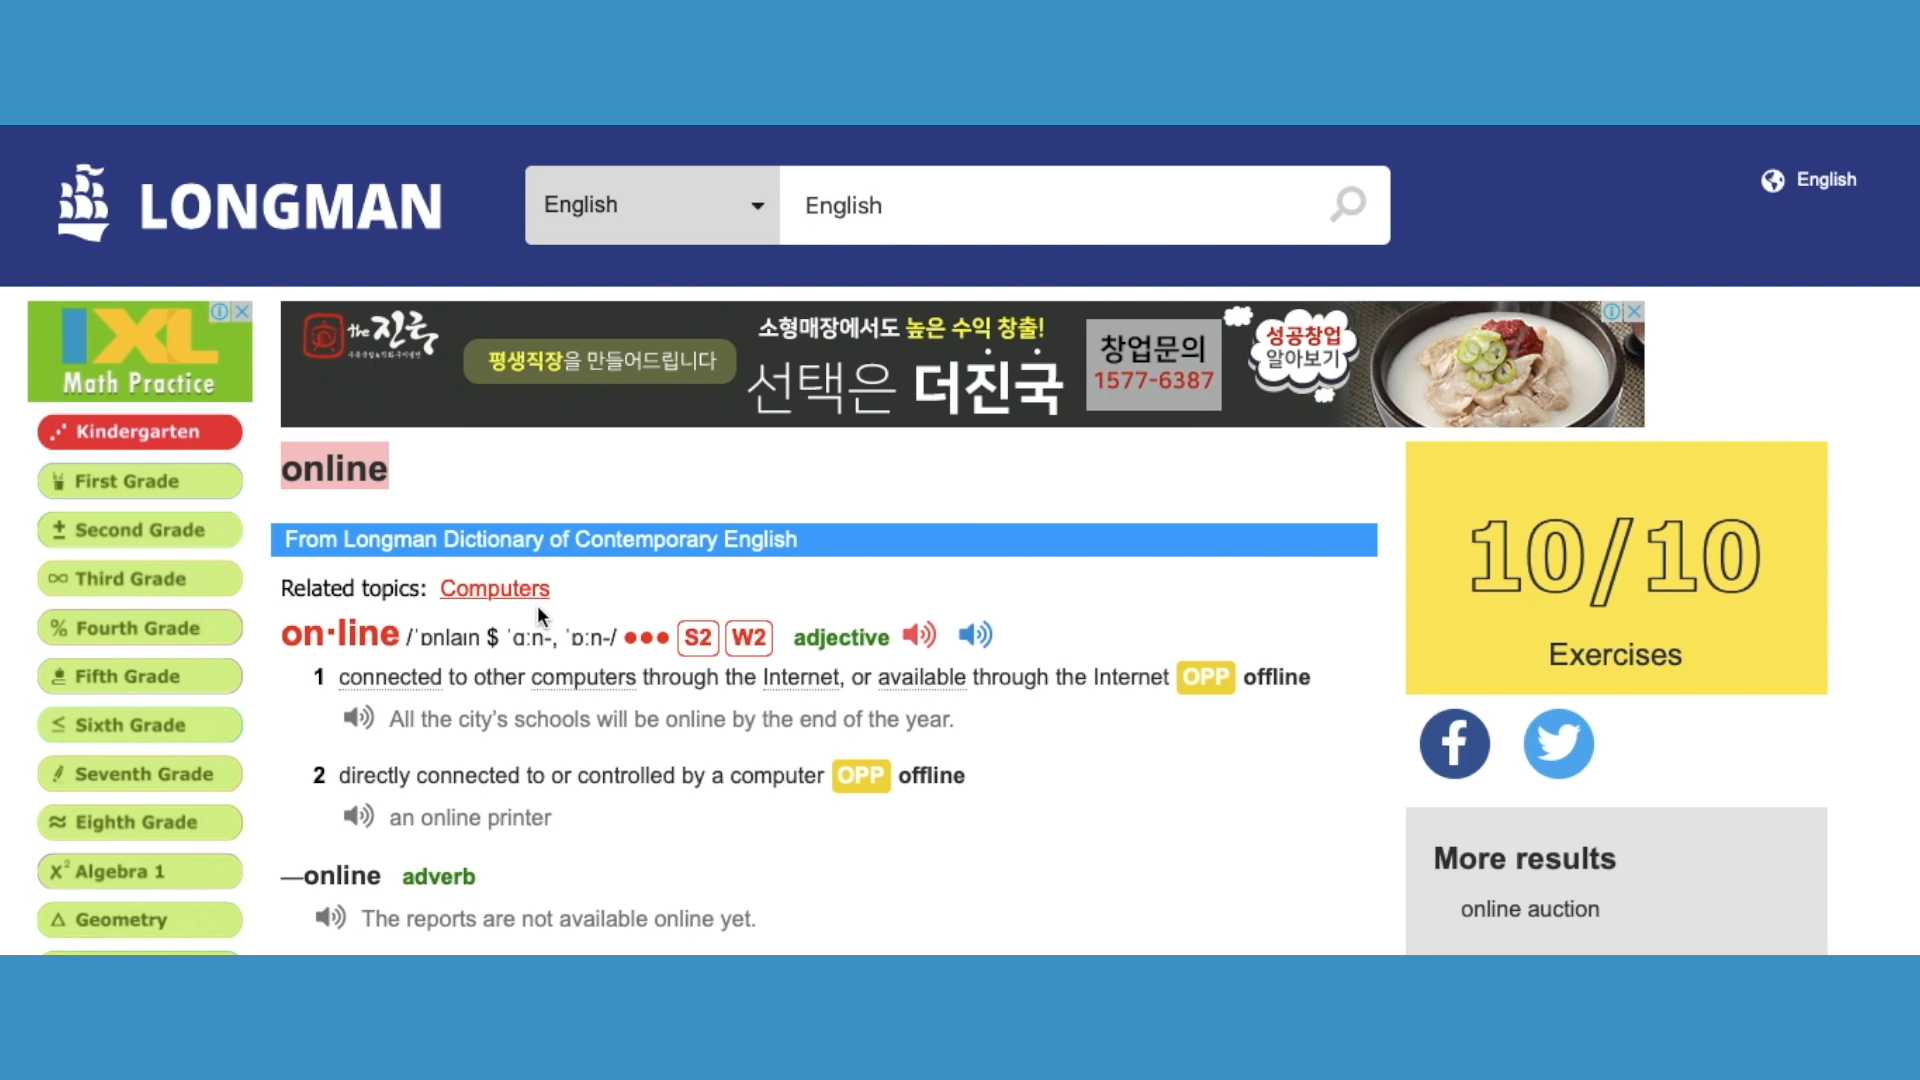 LONGMAN
English
English
English
IXL
Math Practice
Kindergarten
First Grade
± Second Grade
∞ Third Grade
% Fourth Grade
Fifth Grade
≤ Sixth Grade
Seventh Grade
≈ Eighth Grade
X² Algebra 1
△ Geometry
the 진국
평생직장을 만들어드립니다
소형매장에서도 높은 수익 창출!
선택은 더진국
창업문의
1577-6387
성공창업
알아보기
online
From Longman Dictionary of Contemporary English
Related topics: Computers
on·line /ˈɒnlaɪn $ ˈɑːn-, ˈɒːn-/ ●●● S2 W2 adjective
1 connected to other computers through the Internet, or available through the Internet OPP offline
All the city’s schools will be online by the end of the year.
2 directly connected to or controlled by a computer OPP offline
an online printer
—online adverb
The reports are not available online yet.
10/10
Exercises
More results
online auction